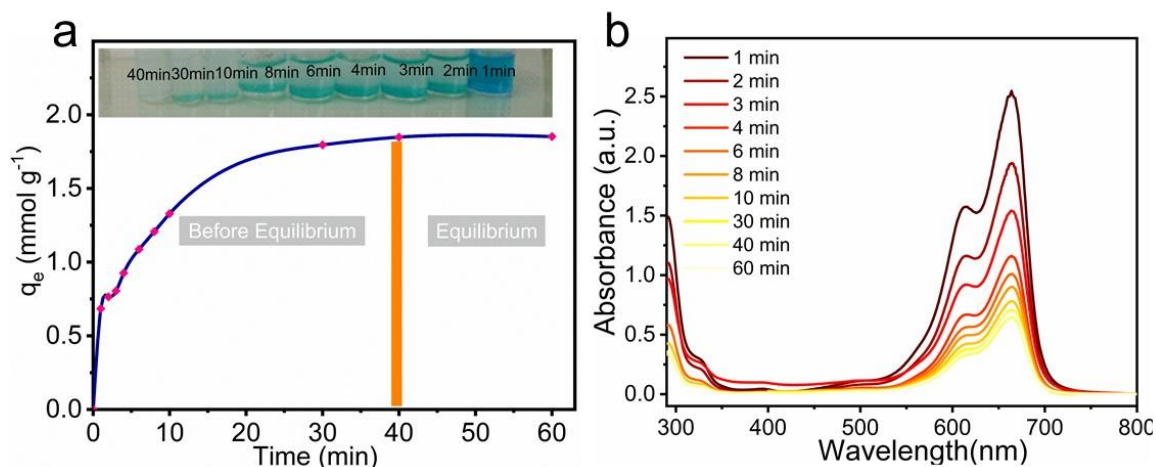 a
40min 30min 10min 8min 6min 4min 3min 2min 1min
2.5
2.0
1.5
1.0
0.5
0.0
qe (mmol g-1)
Before Equilibrium
Equilibrium
0 10 20 30 40 50 60
Time (min)
b
1 min
2 min
3 min
4 min
6 min
8 min
10 min
30 min
40 min
60 min
2.5
2.0
1.5
1.0
0.5
0.0
Absorbance (a.u.)
300 400 500 600 700 800
Wavelength(nm)